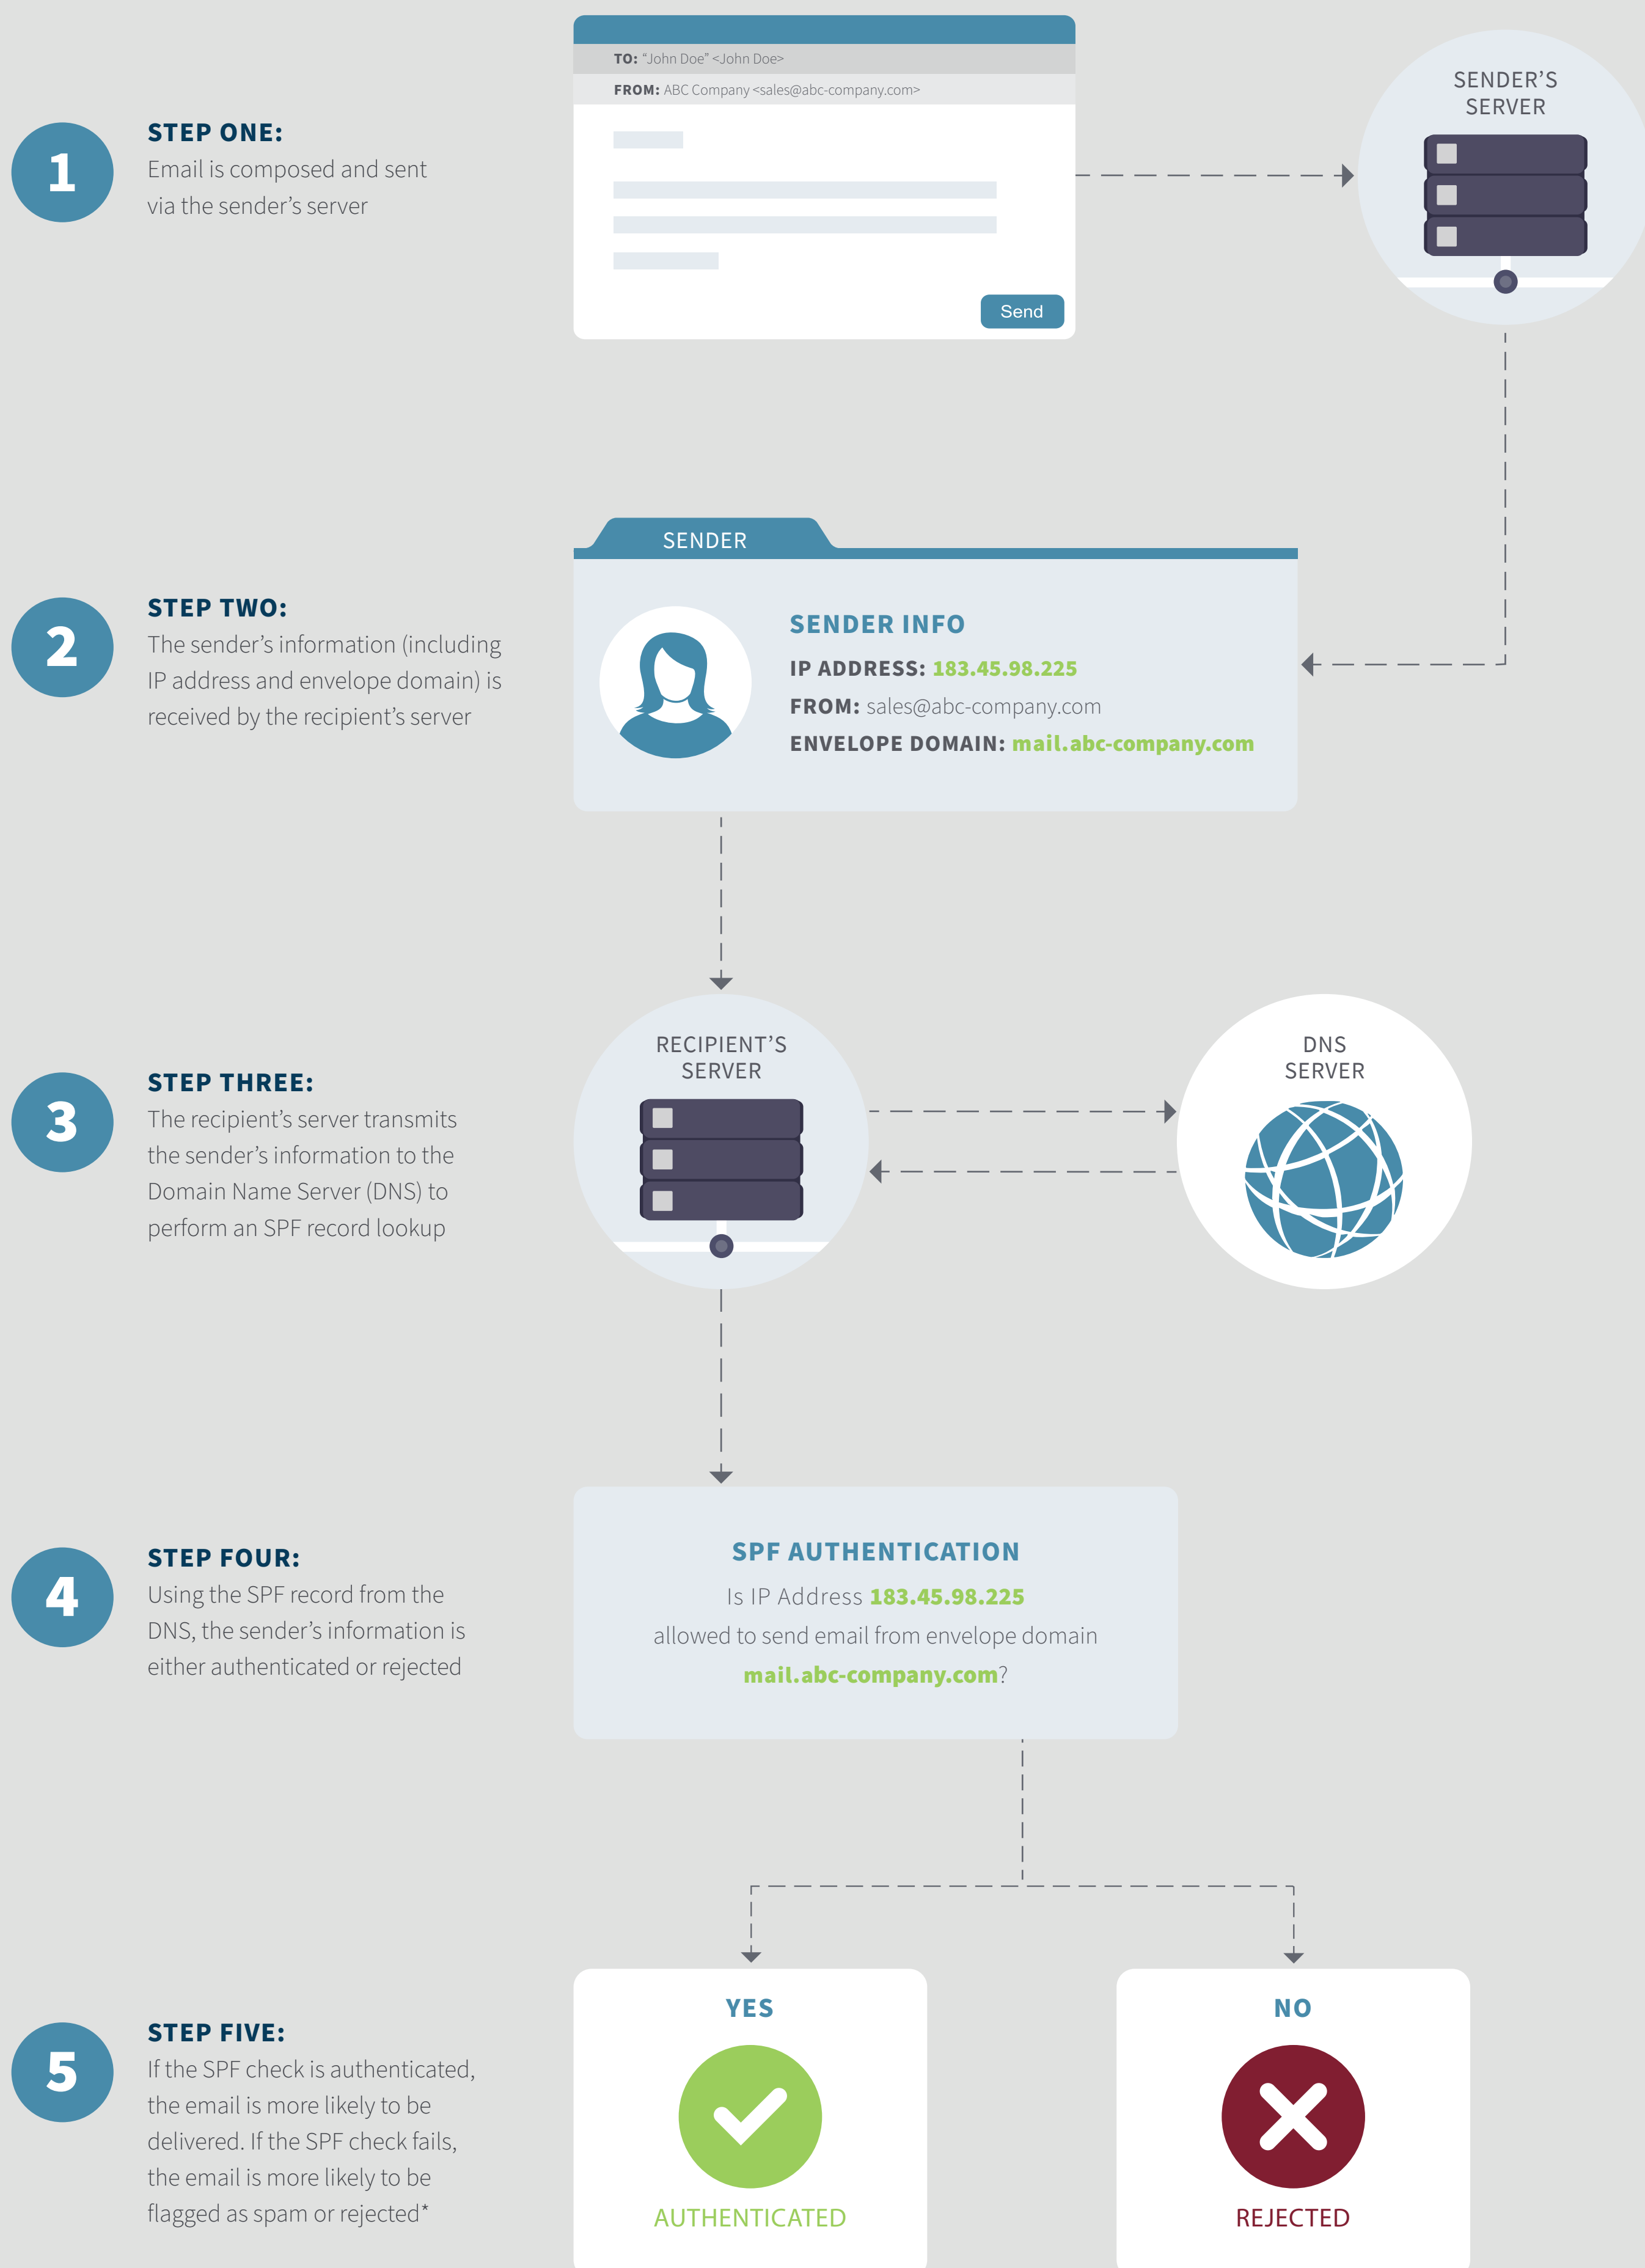 TO: “John Doe” <John Doe>
FROM: ABC Company <sales@abc-company.com>
Send
SENDER’S
SERVER
1
STEP ONE:
Email is composed and sent
via the sender’s server
2
STEP TWO:
The sender’s information (including
IP address and envelope domain) is
received by the recipient’s server
SENDER
SENDER INFO
IP ADDRESS: 183.45.98.225
FROM: sales@abc-company.com
ENVELOPE DOMAIN: mail.abc-company.com
3
STEP THREE:
The recipient’s server transmits
the sender’s information to the
Domain Name Server (DNS) to
perform an SPF record lookup
RECIPIENT’S
SERVER
DNS
SERVER
4
STEP FOUR:
Using the SPF record from the
DNS, the sender’s information is
either authenticated or rejected
SPF AUTHENTICATION
Is IP Address 183.45.98.225
allowed to send email from envelope domain
mail.abc-company.com?
5
STEP FIVE:
If the SPF check is authenticated,
the email is more likely to be
delivered. If the SPF check fails,
the email is more likely to be
flagged as spam or rejected*
YES
AUTHENTICATED
NO
REJECTED